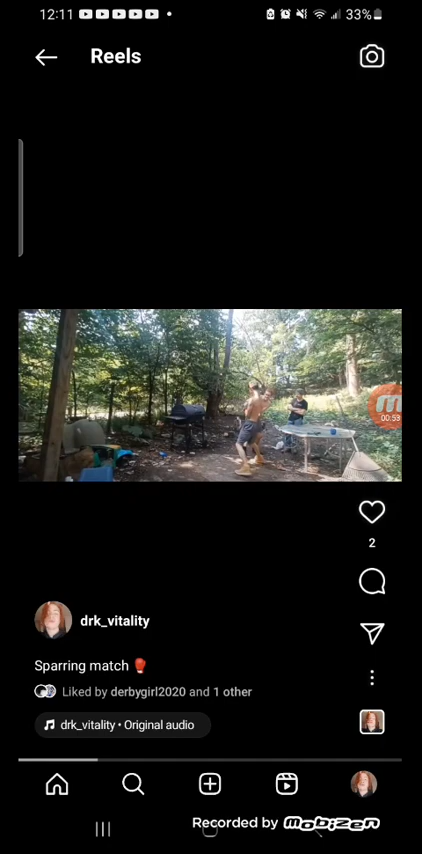 12:11
33%
Reels
00:53
2
drk_vitality
Sparring match 🥊
Liked by derbygirl2020 and 1 other
drk_vitality • Original audio
Recorded by mobizen